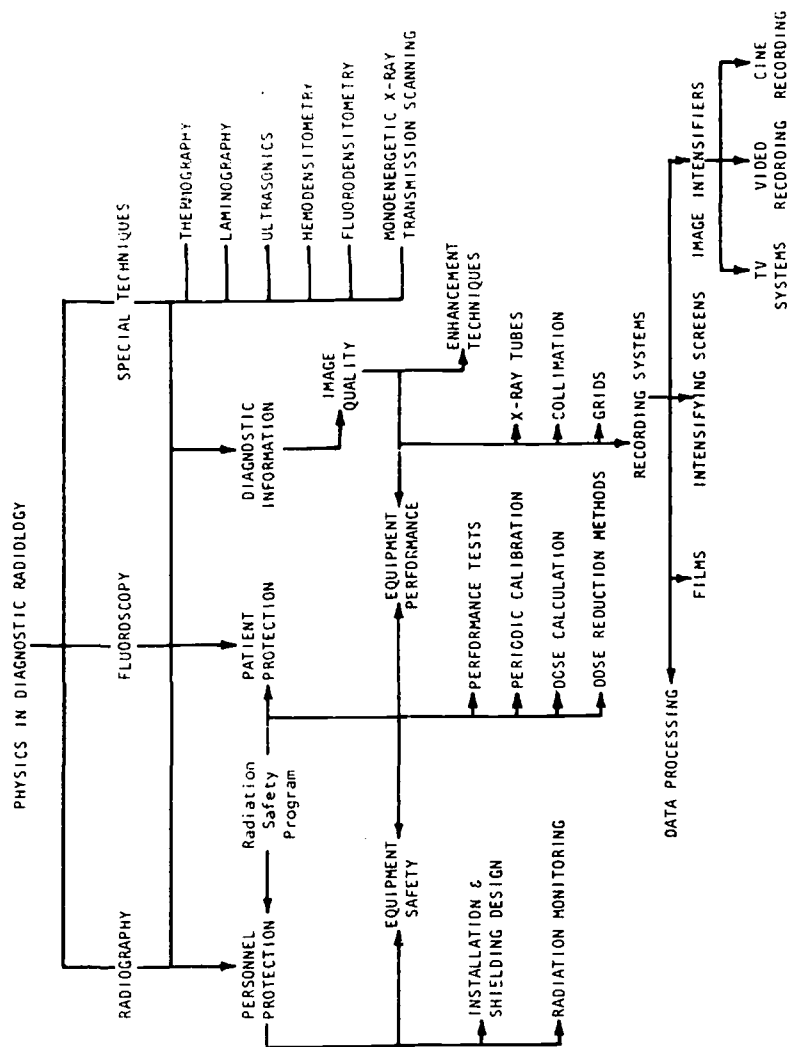 PHYSICS IN DIAGNOSTIC RADIOLOGY
RADIOGRAPHY
FLUOROSCOPY
SPECIAL TECHNIQUES
THERMOGRAPHY
LAMINOGRAPHY
ULTRASONICS
HEMODENSITOMETRY
FLUORODENSITOMETRY
MONOENERGETIC X-RAY
TRANSMISSION SCANNING
PERSONNEL
PROTECTION
Radiation
Safety
Program
PATIENT
PROTECTION
DIAGNOSTIC
INFORMATION
IMAGE
QUALITY
ENHANCEMENT
TECHNIQUES
EQUIPMENT
SAFETY
EQUIPMENT
PERFORMANCE
INSTALLATION &
SHIELDING DESIGN
RADIATION MONITORING
PERFORMANCE TESTS
PERIODIC CALIBRATION
DOSE CALCULATION
DOSE REDUCTION METHODS
X-RAY TUBES
COLLIMATION
GRIDS
RECORDING SYSTEMS
DATA PROCESSING
FILMS
INTENSIFYING SCREENS
IMAGE INTENSIFIERS
TV
SYSTEMS
VIDEO
RECORDING
CINE
RECORDING